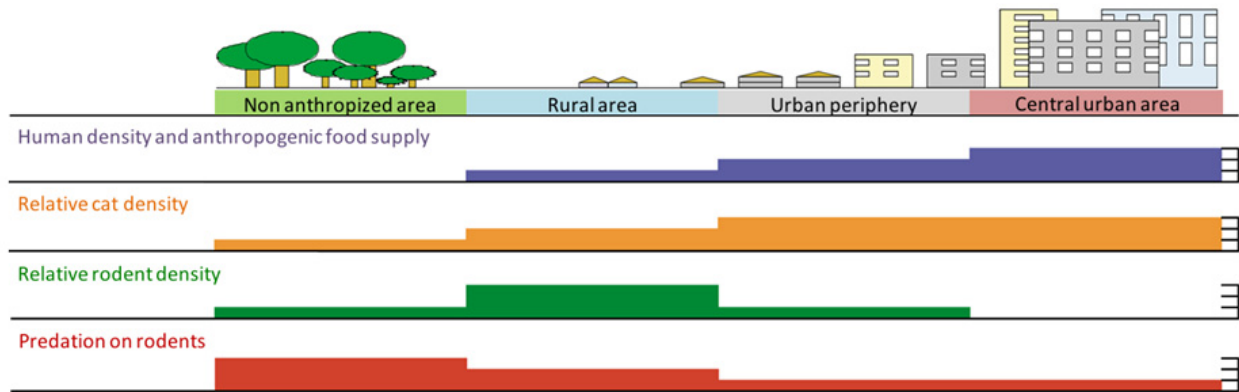 Non anthropized area
Rural area
Urban periphery
Central urban area
Human density and anthropogenic food supply
Relative cat density
Relative rodent density
Predation on rodents